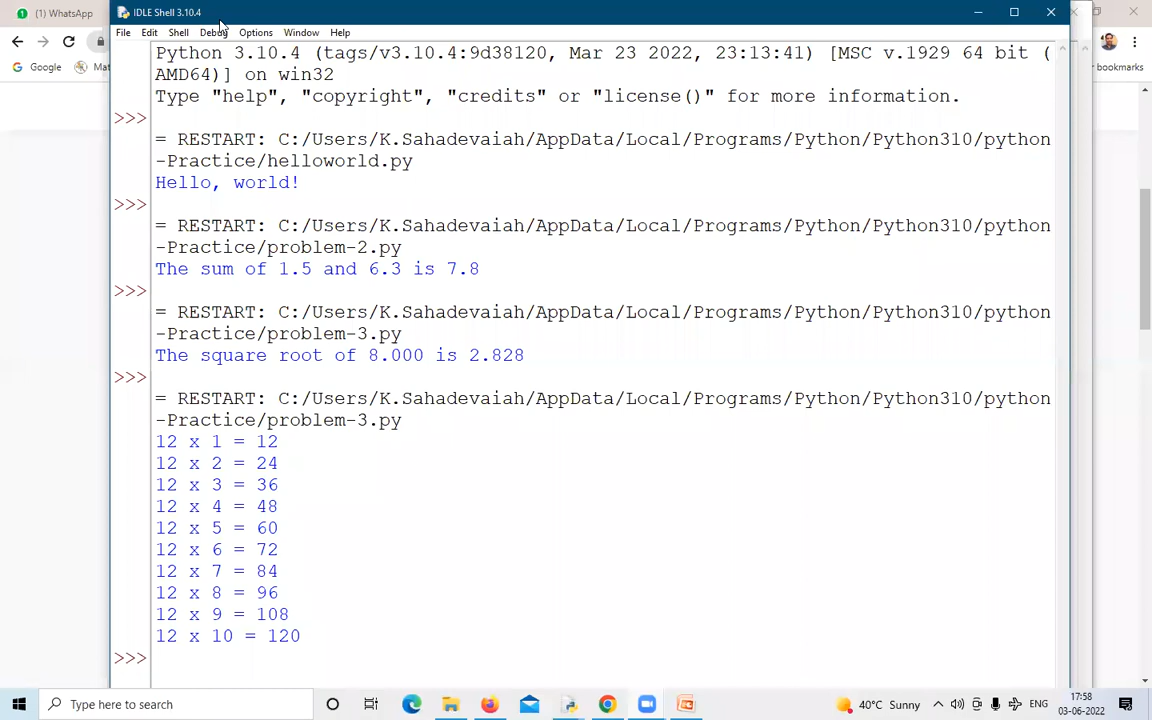 (1) WhatsApp
IDLE Shell 3.10.4
File Edit Shell Debug Options Window Help
Google
Mat
r bookmarks
Python 3.10.4 (tags/v3.10.4:9d38120, Mar 23 2022, 23:13:41) [MSC v.1929 64 bit (
AMD64)] on win32
Type "help", "copyright", "credits" or "license()" for more information.
>>>
= RESTART: C:/Users/K.Sahadevaiah/AppData/Local/Programs/Python/Python310/python
-Practice/helloworld.py
Hello, world!
>>>
= RESTART: C:/Users/K.Sahadevaiah/AppData/Local/Programs/Python/Python310/python
-Practice/problem-2.py
The sum of 1.5 and 6.3 is 7.8
>>>
= RESTART: C:/Users/K.Sahadevaiah/AppData/Local/Programs/Python/Python310/python
-Practice/problem-3.py
The square root of 8.000 is 2.828
>>>
= RESTART: C:/Users/K.Sahadevaiah/AppData/Local/Programs/Python/Python310/python
-Practice/problem-3.py
12 x 1 = 12
12 x 2 = 24
12 x 3 = 36
12 x 4 = 48
12 x 5 = 60
12 x 6 = 72
12 x 7 = 84
12 x 8 = 96
12 x 9 = 108
12 x 10 = 120
>>>
Type here to search
40°C Sunny
ENG
17:58
03-06-2022